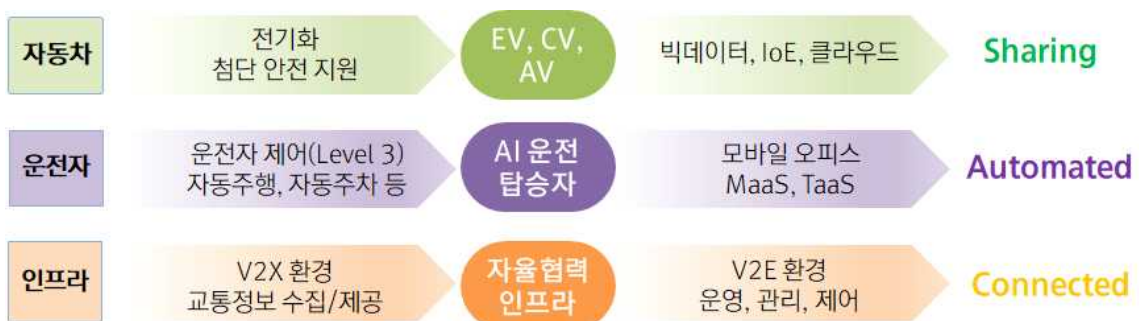 자동차
전기화
첨단 안전 지원
EV, CV,
AV
빅데이터, IoE, 클라우드
Sharing
운전자
운전자 제어(Level 3)
자동주행, 자동주차 등
AI 운전
탑승자
모바일 오피스
MaaS, TaaS
Automated
인프라
V2X 환경
교통정보 수집/제공
자율협력
인프라
V2E 환경
운영, 관리, 제어
Connected